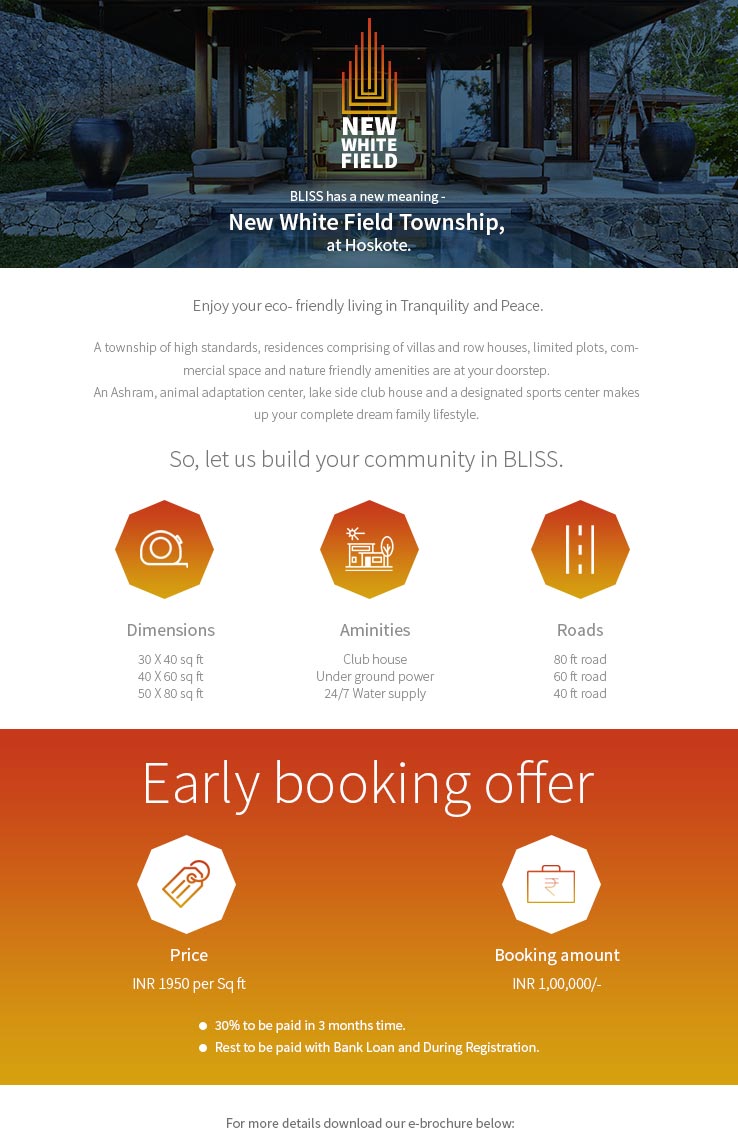 NEW
WHITE
FIELD
BLISS has a new meaning -
New White Field Township,
at Hoskote.
Enjoy your eco- friendly living in Tranquility and Peace.
A township of high standards, residences comprising of villas and row houses, limited plots, com-
mercial space and nature friendly amenities are at your doorstep.
An Ashram, animal adaptation center, lake side club house and a designated sports center makes
up your complete dream family lifestyle.
So, let us build your community in BLISS.
Dimensions
30 X 40 sq ft
40 X 60 sq ft
50 X 80 sq ft
Aminities
Club house
Under ground power
24/7 Water supply
Roads
80 ft road
60 ft road
40 ft road
Early booking offer
₹
Price
INR 1950 per Sq ft
Booking amount
INR 1,00,000/-
30% to be paid in 3 months time.
Rest to be paid with Bank Loan and During Registration.
For more details download our e-brochure below: